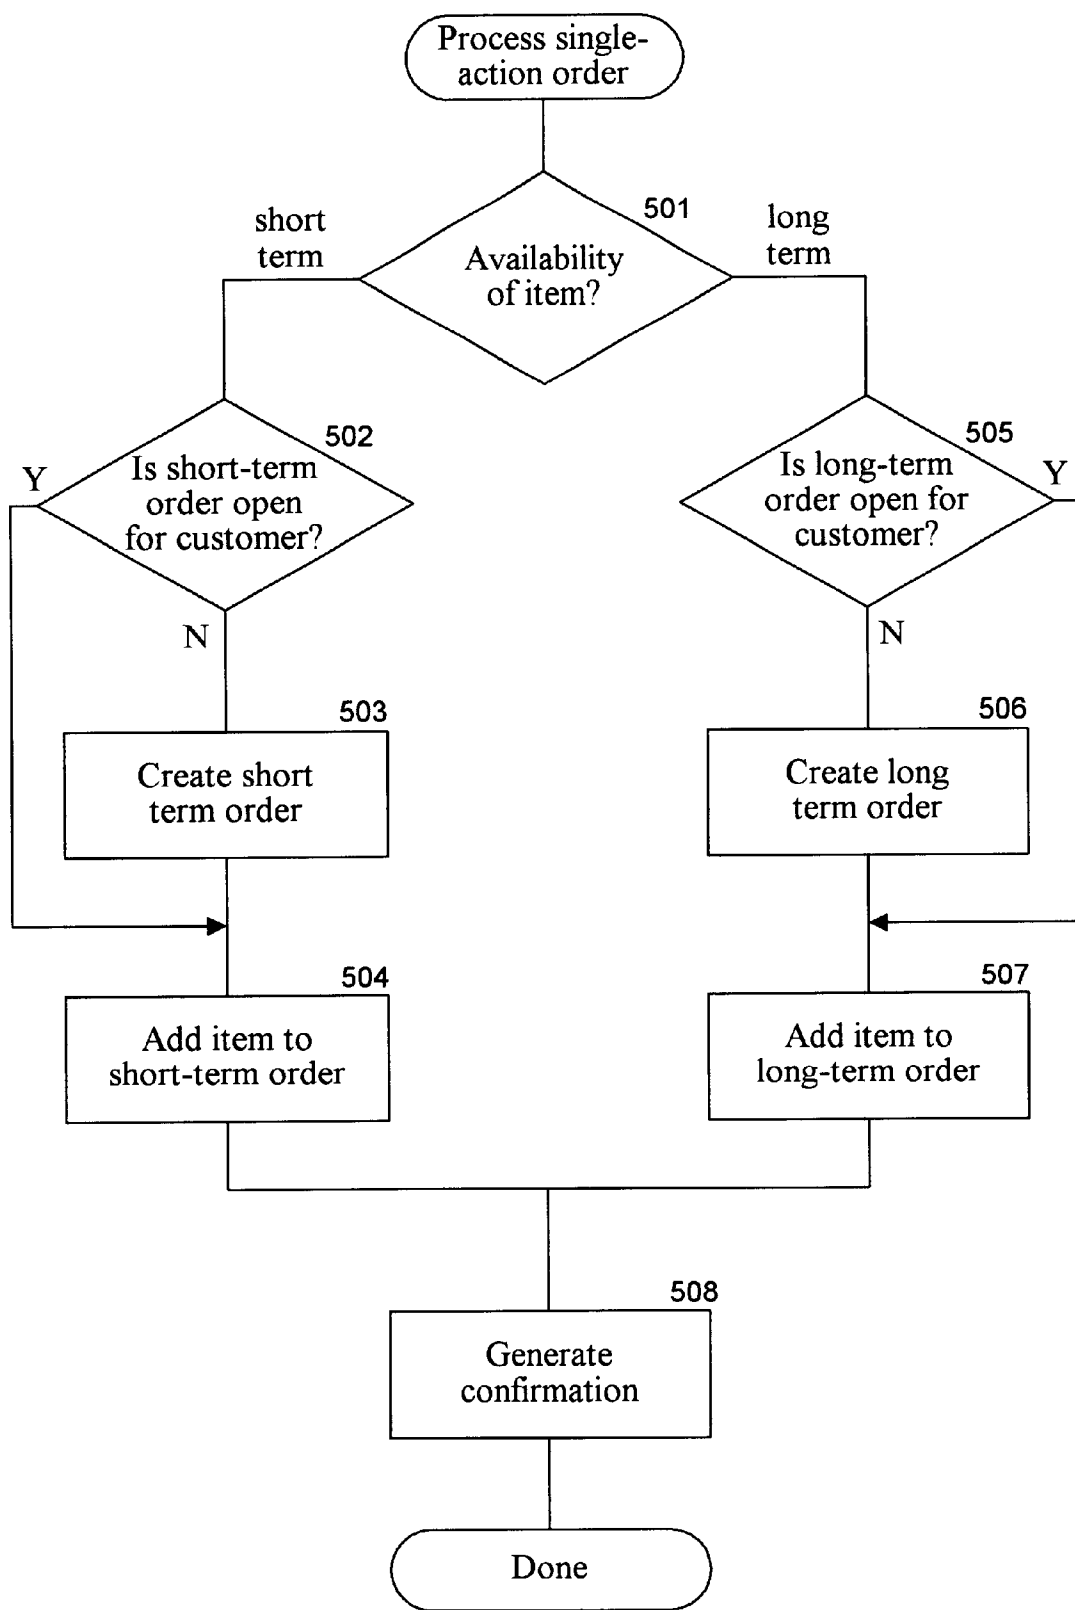 Process single-
action order
501
short
term
long
term
Availability
of item?
502
Y
Is short-term
order open
for customer?
N
505
Y
Is long-term
order open for
customer?
N
503
Create short
term order
506
Create long
term order
504
Add item to
short-term order
507
Add item to
long-term order
508
Generate
confirmation
Done